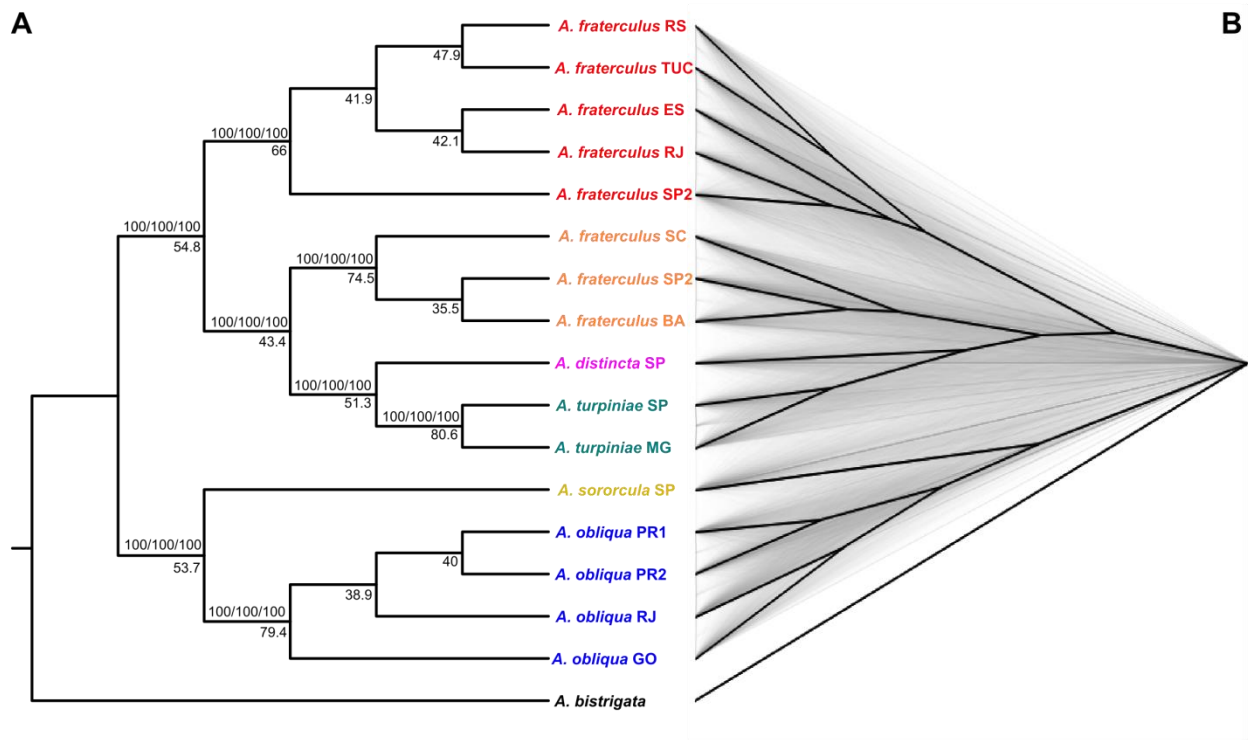 A
B
A. fraterculus RS
47.9
A. fraterculus TUC
41.9
A. fraterculus ES
100/100/100
66
42.1
A. fraterculus RJ
A. fraterculus SP2
100/100/100
54.8
A. fraterculus SC
100/100/100
74.5
A. fraterculus SP2
35.5
A. fraterculus BA
100/100/100
43.4
A. distincta SP
100/100/100
51.3
A. turpiniae SP
100/100/100
80.6
A. turpiniae MG
A. sororcula SP
A. obliqua PR1
100/100/100
53.7
40
A. obliqua PR2
38.9
A. obliqua RJ
100/100/100
79.4
A. obliqua GO
A. bistrigata